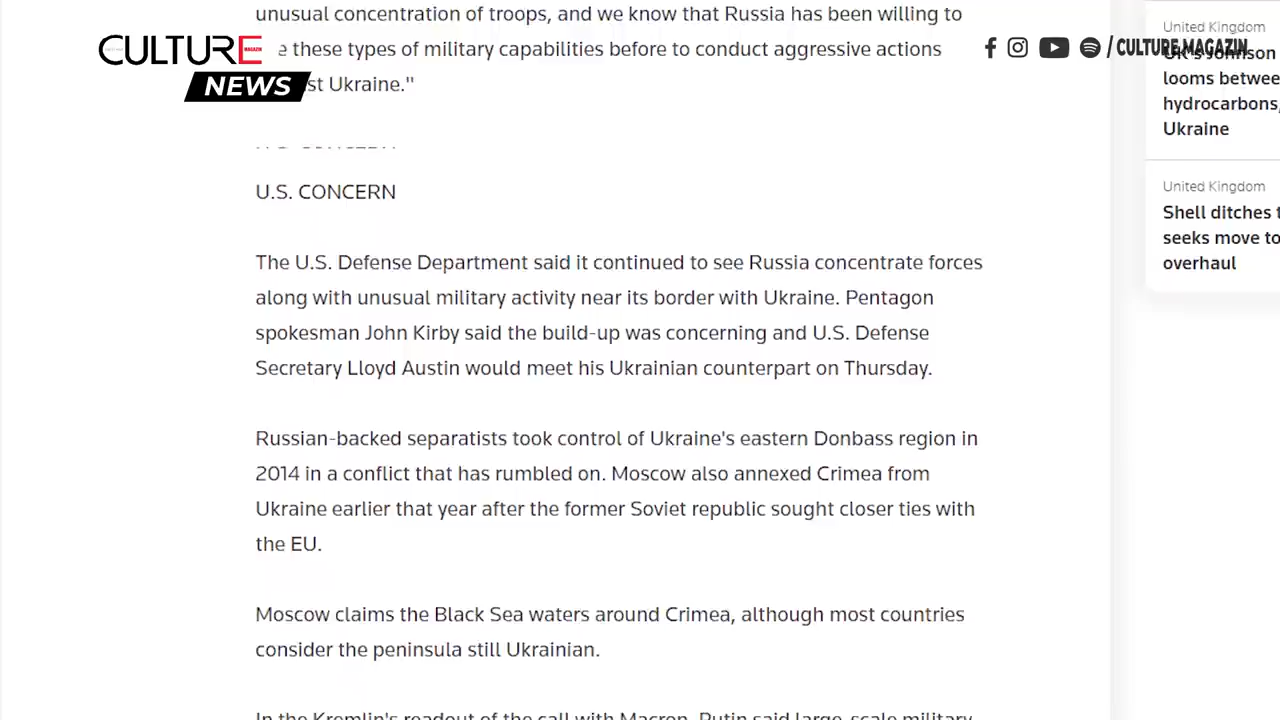 unusual concentration of troops, and we know that Russia has been willing to
e these types of military capabilities before to conduct aggressive actions
st Ukraine."
CULTURE
MAGAZIN
NEWS
/ CULTURE MAGAZIN
U.S. CONCERN
The U.S. Defense Department said it continued to see Russia concentrate forces
along with unusual military activity near its border with Ukraine. Pentagon
spokesman John Kirby said the build-up was concerning and U.S. Defense
Secretary Lloyd Austin would meet his Ukrainian counterpart on Thursday.
Russian-backed separatists took control of Ukraine's eastern Donbass region in
2014 in a conflict that has rumbled on. Moscow also annexed Crimea from
Ukraine earlier that year after the former Soviet republic sought closer ties with
the EU.
Moscow claims the Black Sea waters around Crimea, although most countries
consider the peninsula still Ukrainian.
In the Kremlin's readout of the call with Macron, Putin said large-scale military
United Kingdom
UK's Johnson
looms betwee
hydrocarbons,
Ukraine
United Kingdom
Shell ditches t
seeks move to
overhaul